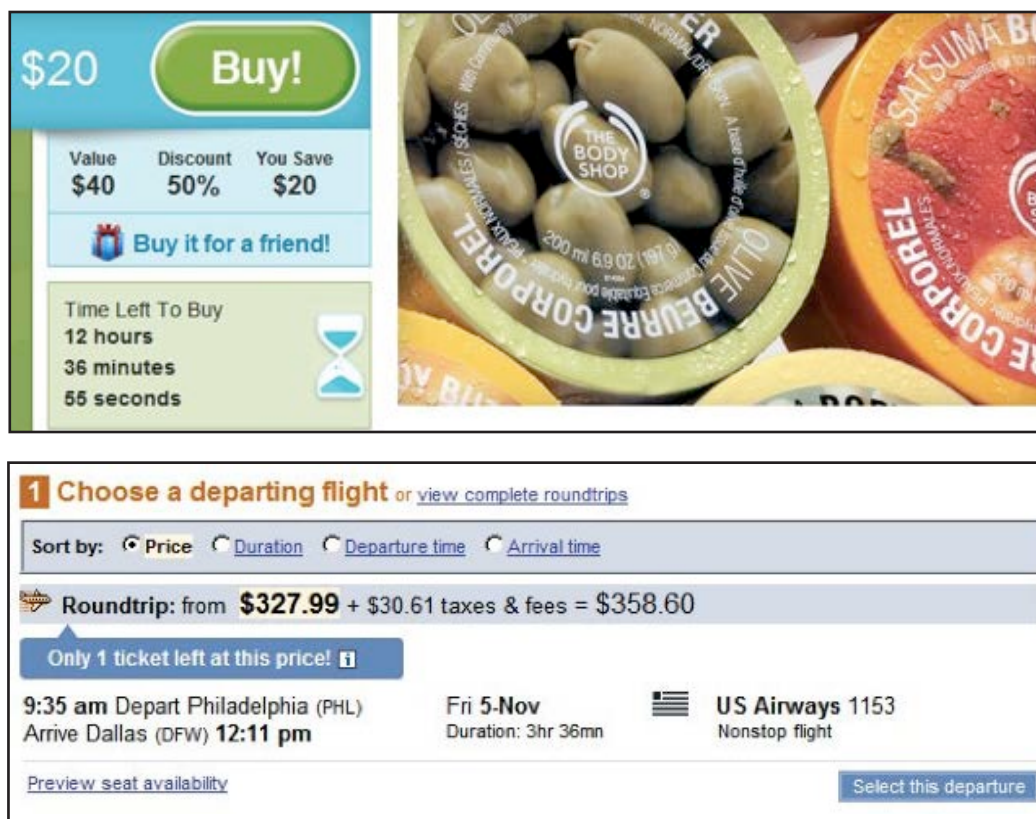 $20 Buy!
Value Discount You Save
$40 50% $20
Buy it for a friend!
Time Left To Buy
12 hours
36 minutes
55 seconds
THE
BODY
SHOP
®
200 ml 6.9 OZ (197 g)
OLIVE BEURRE CORPOREL
SATSUMA
1 Choose a departing flight or view complete roundtrips
Sort by: Price Duration Departure time Arrival time
Roundtrip: from $327.99 + $30.61 taxes & fees = $358.60
Only 1 ticket left at this price! i
9:35 am Depart Philadelphia (PHL) Fri 5-Nov US Airways 1153
Arrive Dallas (DFW) 12:11 pm Duration: 3hr 36mn Nonstop flight
Preview seat availability Select this departure